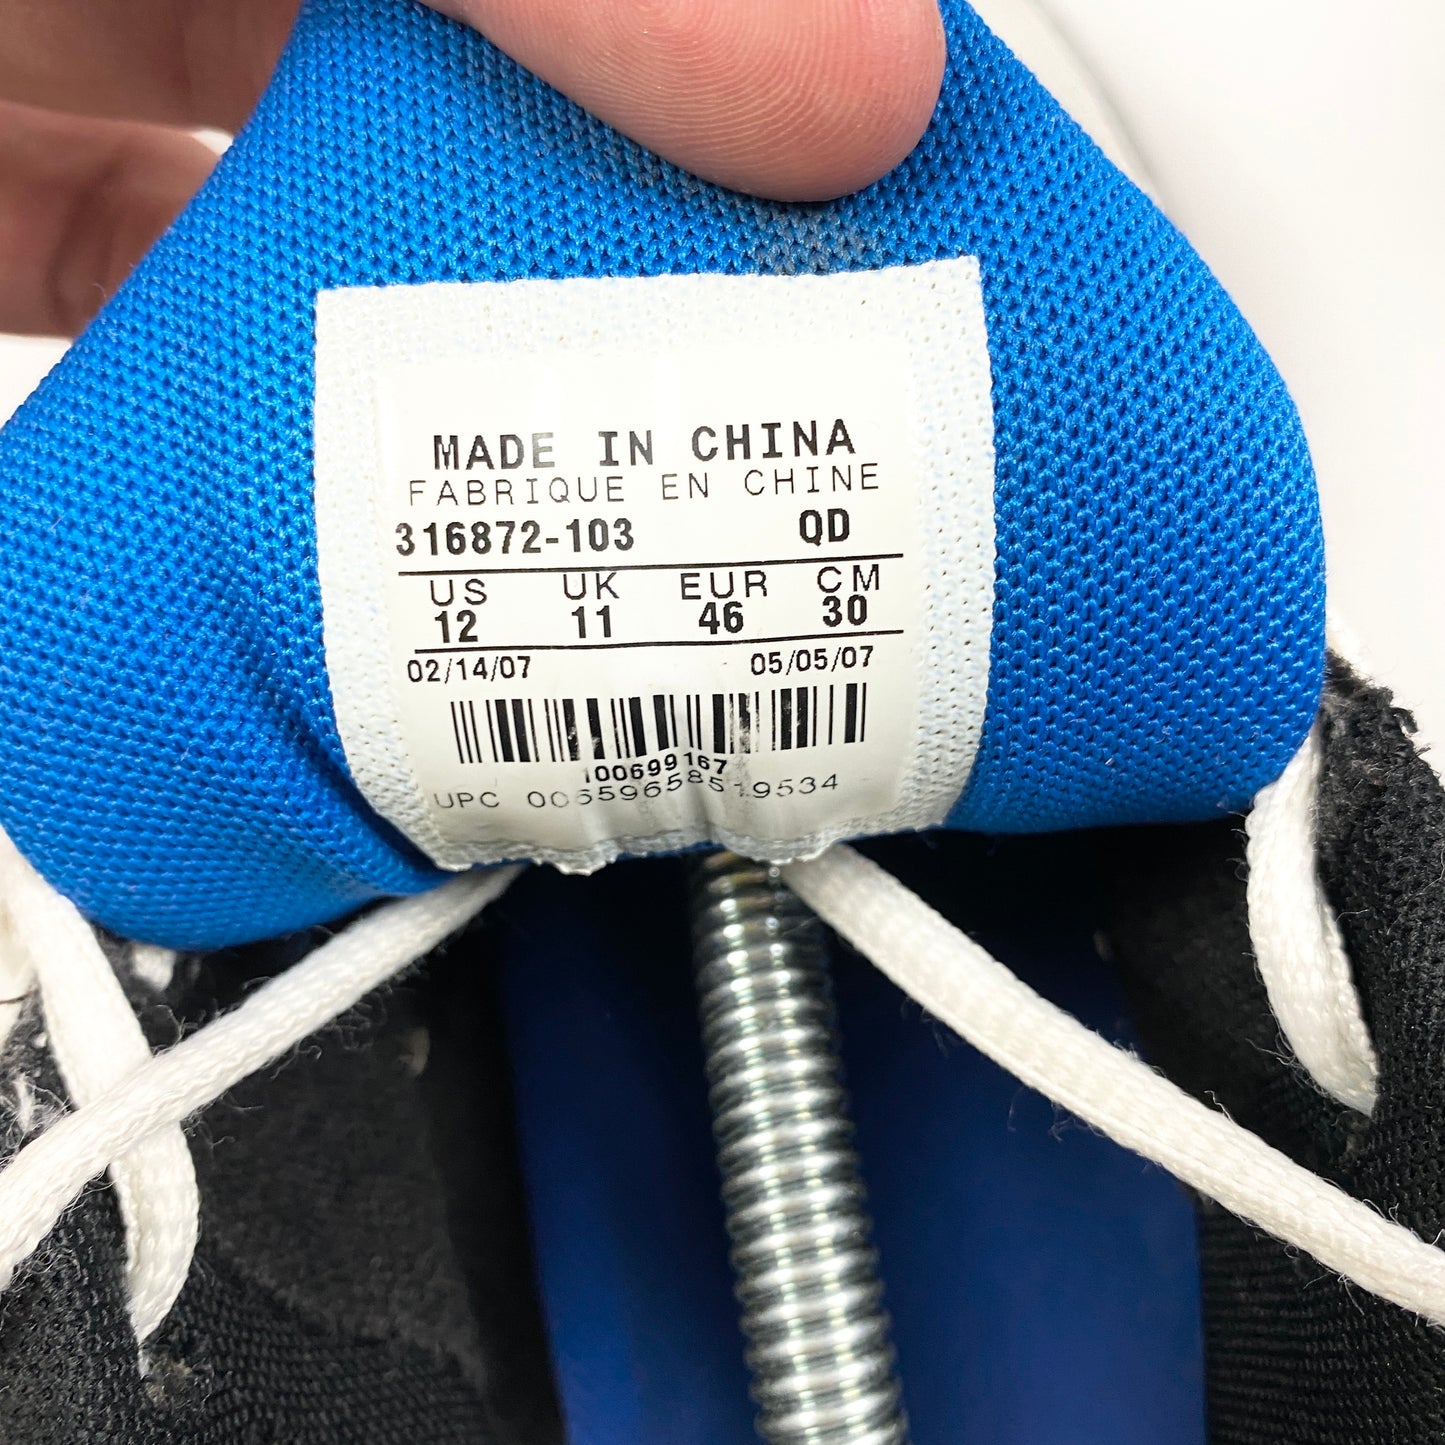 MADE IN CHINA
FABRIQUE EN CHINE
316872-103 QD
US UK EUR CM
12 11 46 30
02/14/07 05/05/07
100699167
UPC